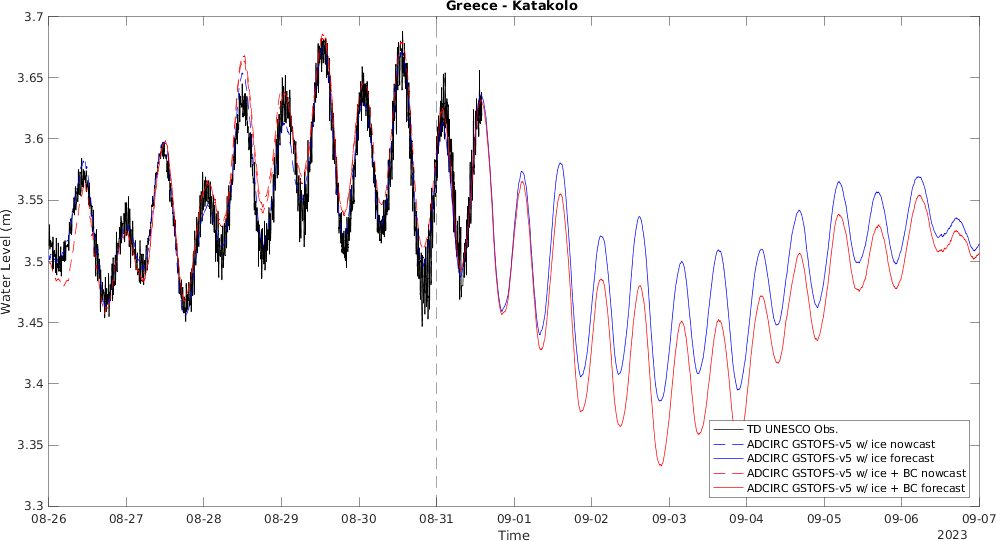 Greece - Katakolo
3.7
3.65
3.6
3.55
3.5
3.45
3.4
3.35
3.3
Water Level (m)
TD UNESCO Obs.
ADCIRC GSTOFS-v5 w/ ice nowcast
ADCIRC GSTOFS-v5 w/ ice forecast
ADCIRC GSTOFS-v5 w/ ice + BC nowcast
ADCIRC GSTOFS-v5 w/ ice + BC forecast
08-26 08-27 08-28 08-29 08-30 08-31 09-01 09-02 09-03 09-04 09-05 09-06 09-07
Time
2023